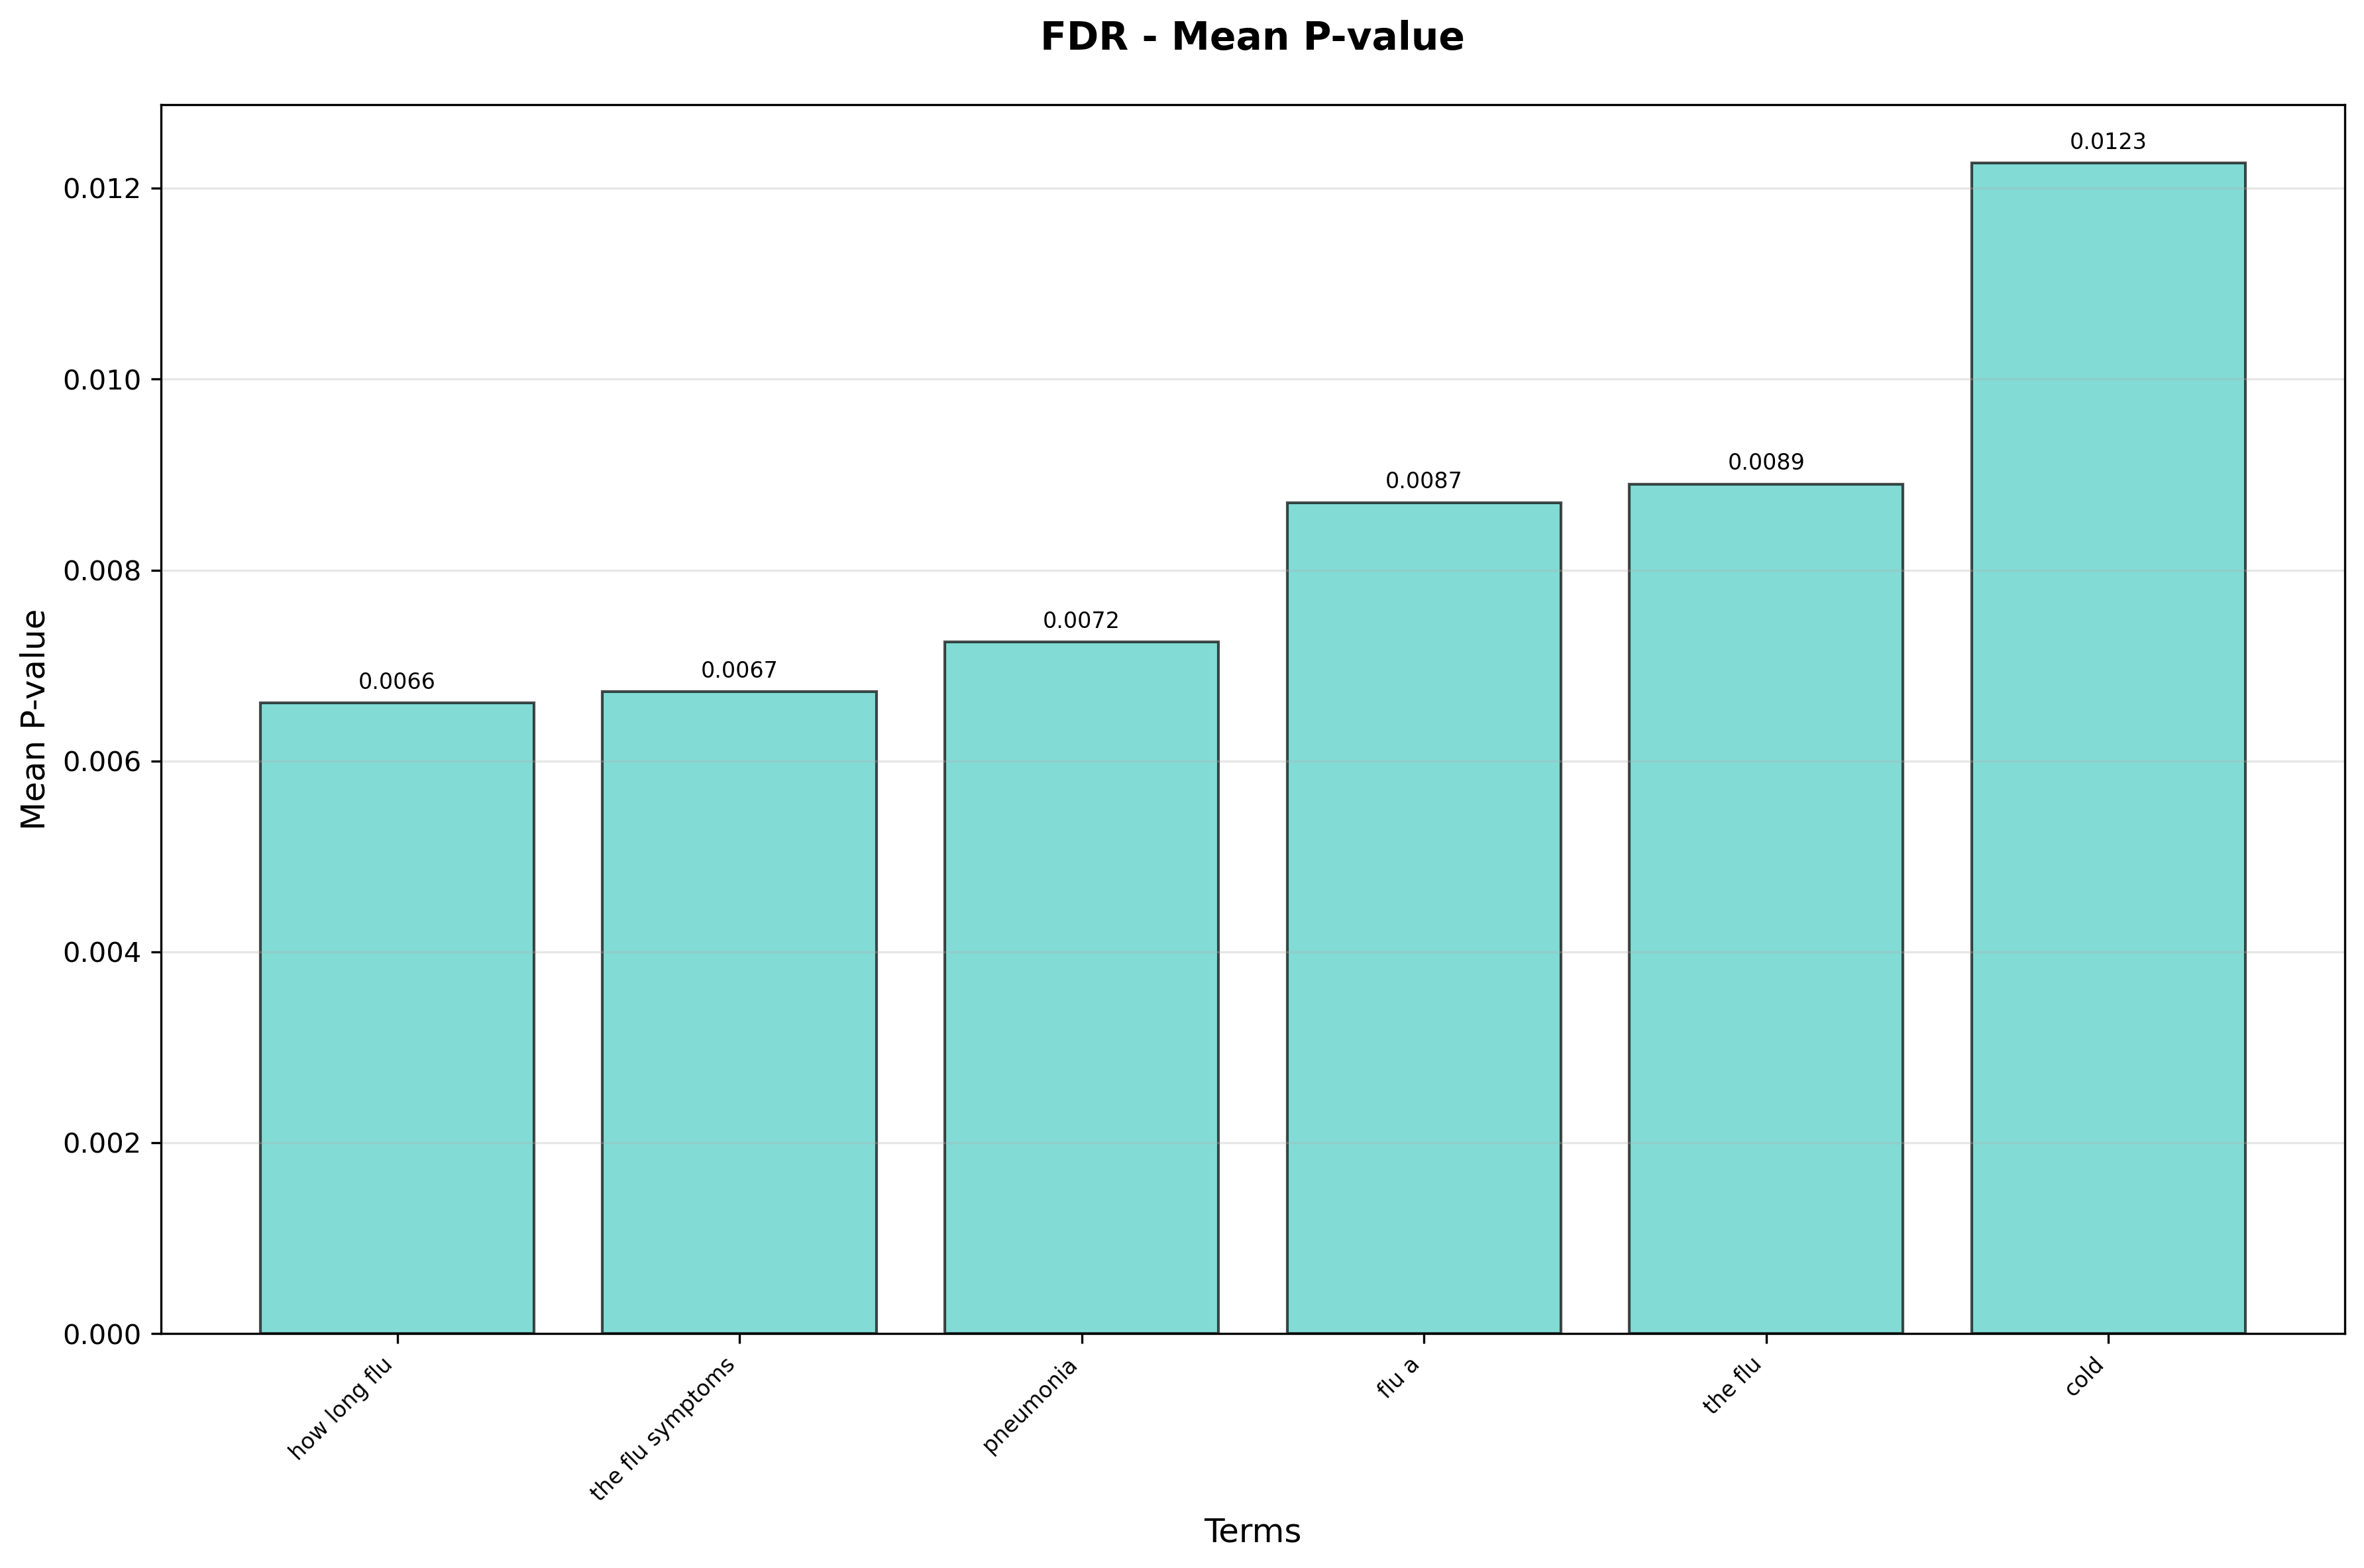 FDR - Mean P-value
Mean P-value
0.012
0.010
0.008
0.006
0.004
0.002
0.000
0.0066
0.0067
0.0072
0.0087
0.0089
0.0123
how long flu
the flu symptoms
pneumonia
flu a
the flu
cold
Terms